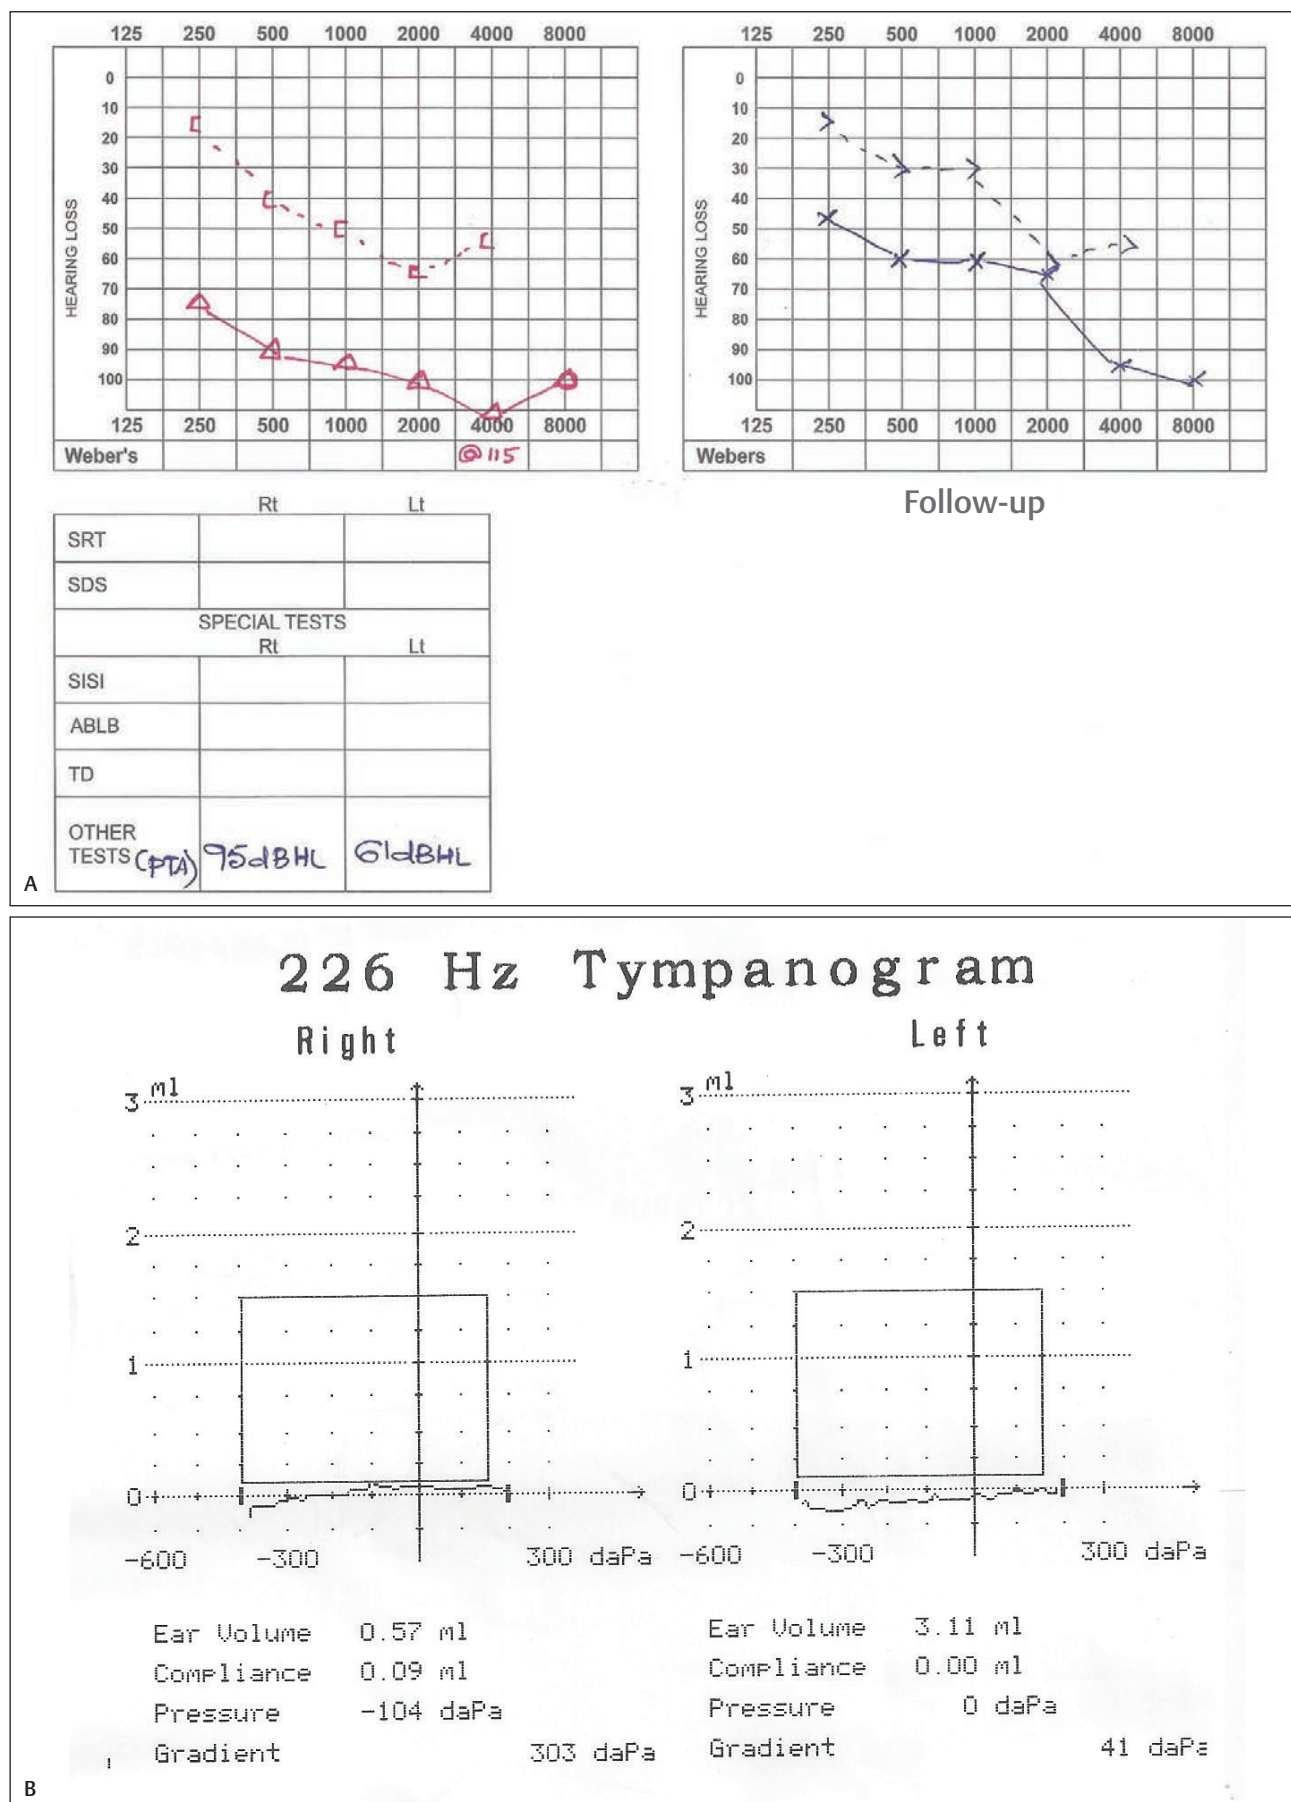 125 250 500 1000 2000 4000 8000
0
10
20
30
40
50
60
70
80
90
100
HEARING LOSS
125 250 500 1000 2000 4000 8000
Weber's @ 115
125 250 500 1000 2000 4000 8000
0
10
20
30
40
50
60
70
80
90
100
HEARING LOSS
125 250 500 1000 2000 4000 8000
Webers
Follow-up
Rt Lt
SRT
SDS
SPECIAL TESTS
Rt Lt
SISI
ABLB
TD
OTHER
TESTS (PTA) 95dBHL 61dBHL
A
226 Hz Tympanogram
Right
ml
3
2
1
0
-600 -300 300 daPa
Ear Volume 0.57 ml
Compliance 0.09 ml
Pressure -104 daPa
Gradient 303 daPa
Left
ml
3
2
1
0
-600 -300 300 daPa
Ear Volume 3.11 ml
Compliance 0.00 ml
Pressure 0 daPa
Gradient 41 daPa
B